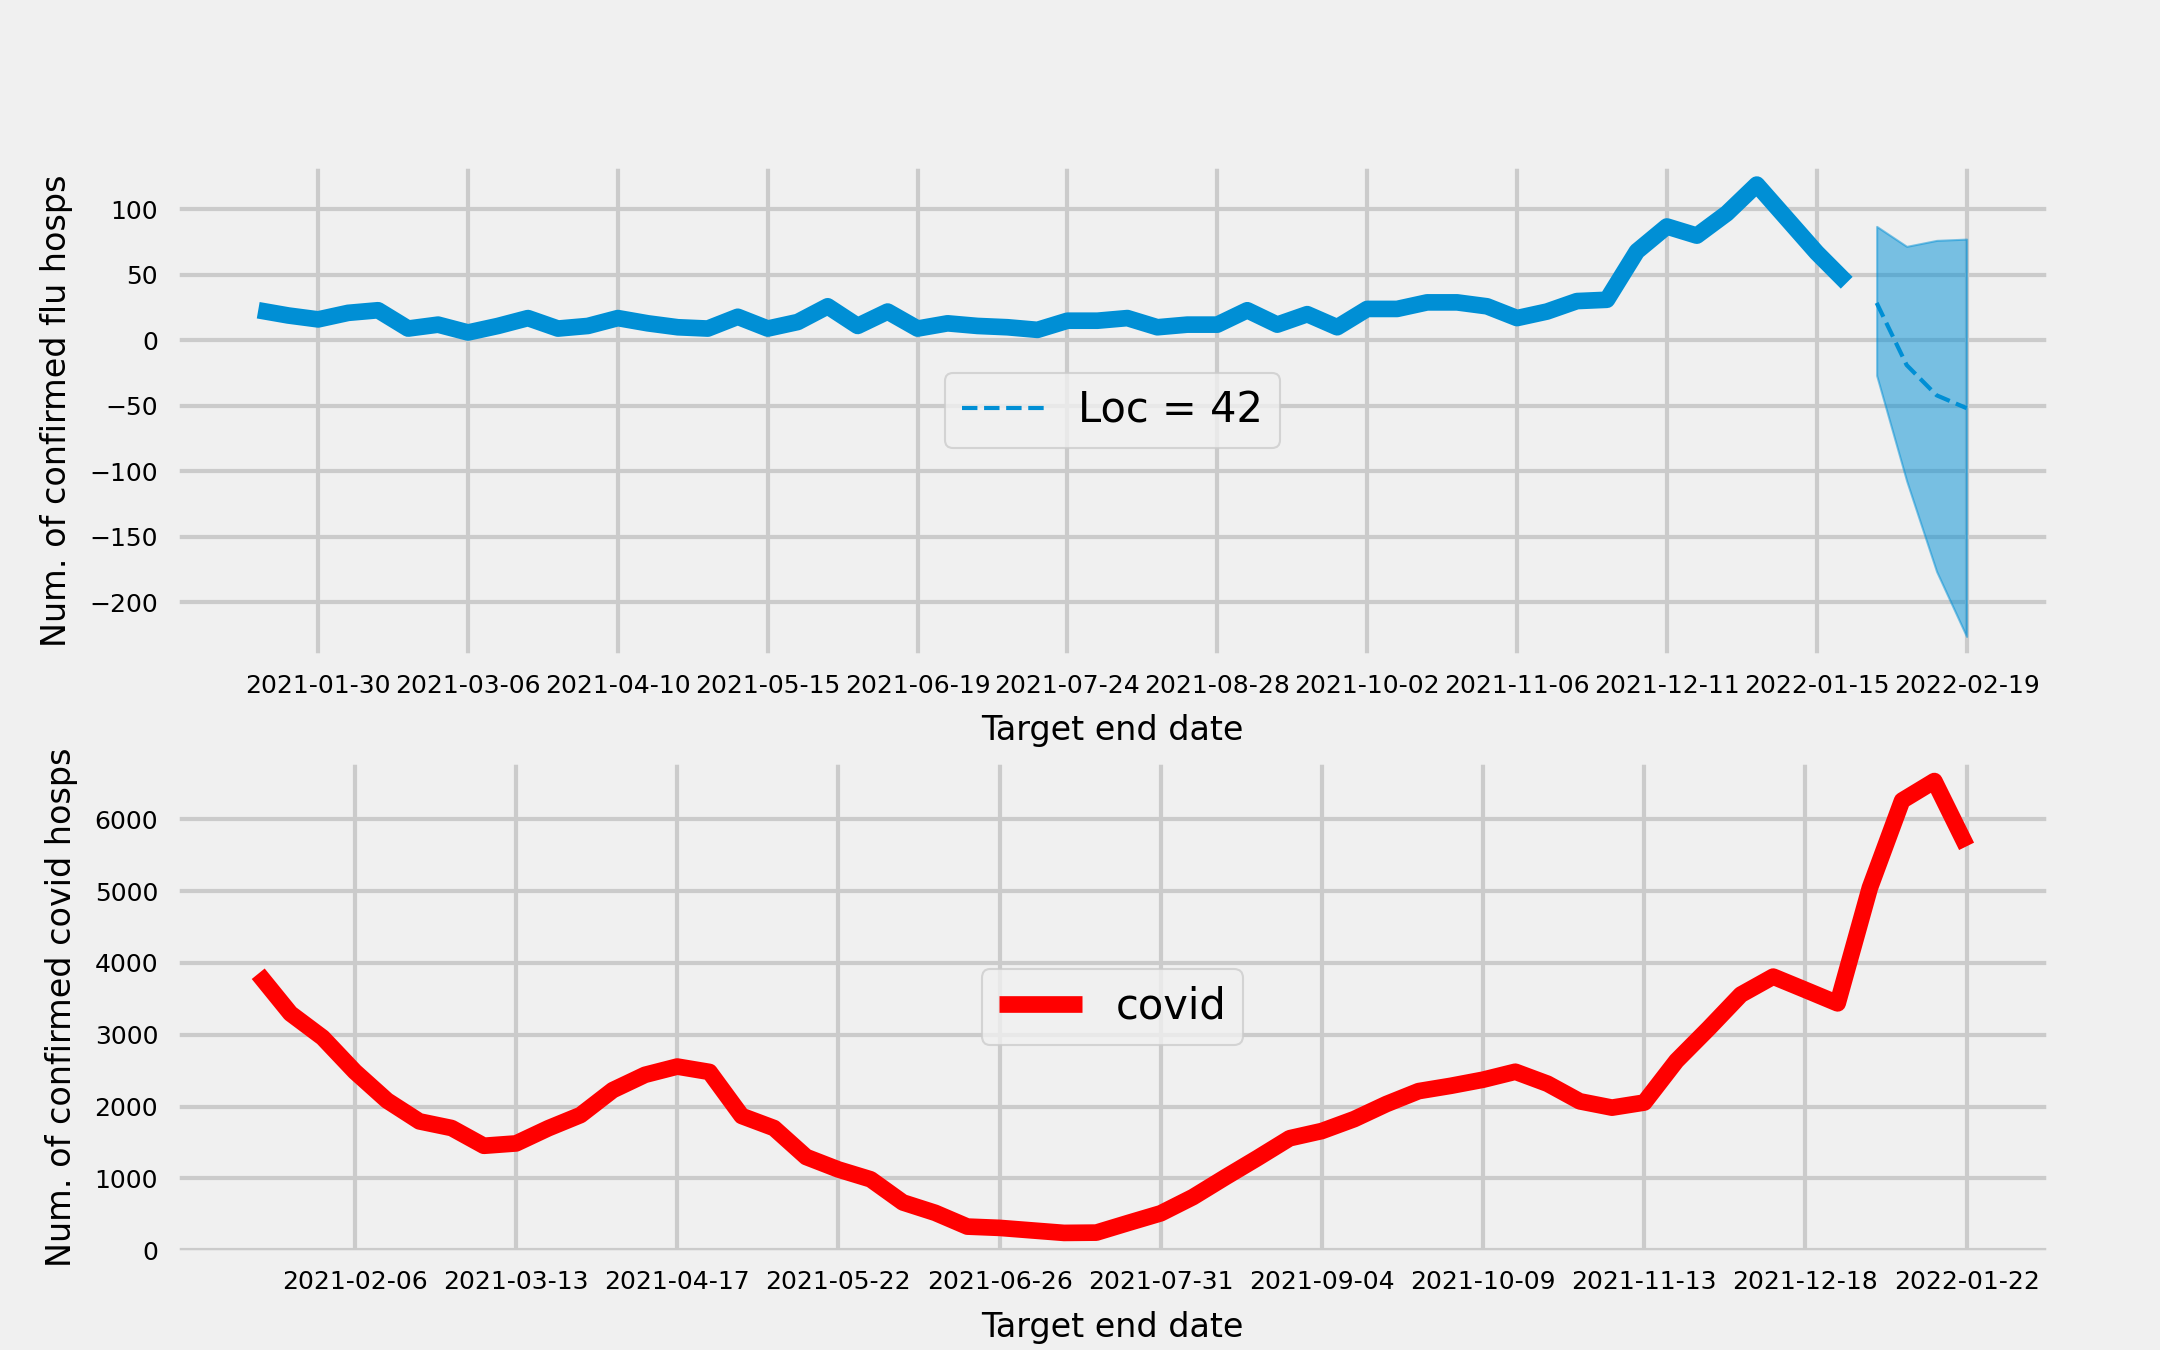 Num. of confirmed flu hosps
100
50
0
−50
−100
−150
−200
Loc = 42
2021-01-30 2021-03-06 2021-04-10 2021-05-15 2021-06-19 2021-07-24 2021-08-28 2021-10-02 2021-11-06 2021-12-11 2022-01-15 2022-02-19
Target end date
Num. of confirmed covid hosps
6000
5000
4000
3000
2000
1000
0
covid
2021-02-06 2021-03-13 2021-04-17 2021-05-22 2021-06-26 2021-07-31 2021-09-04 2021-10-09 2021-11-13 2021-12-18 2022-01-22
Target end date